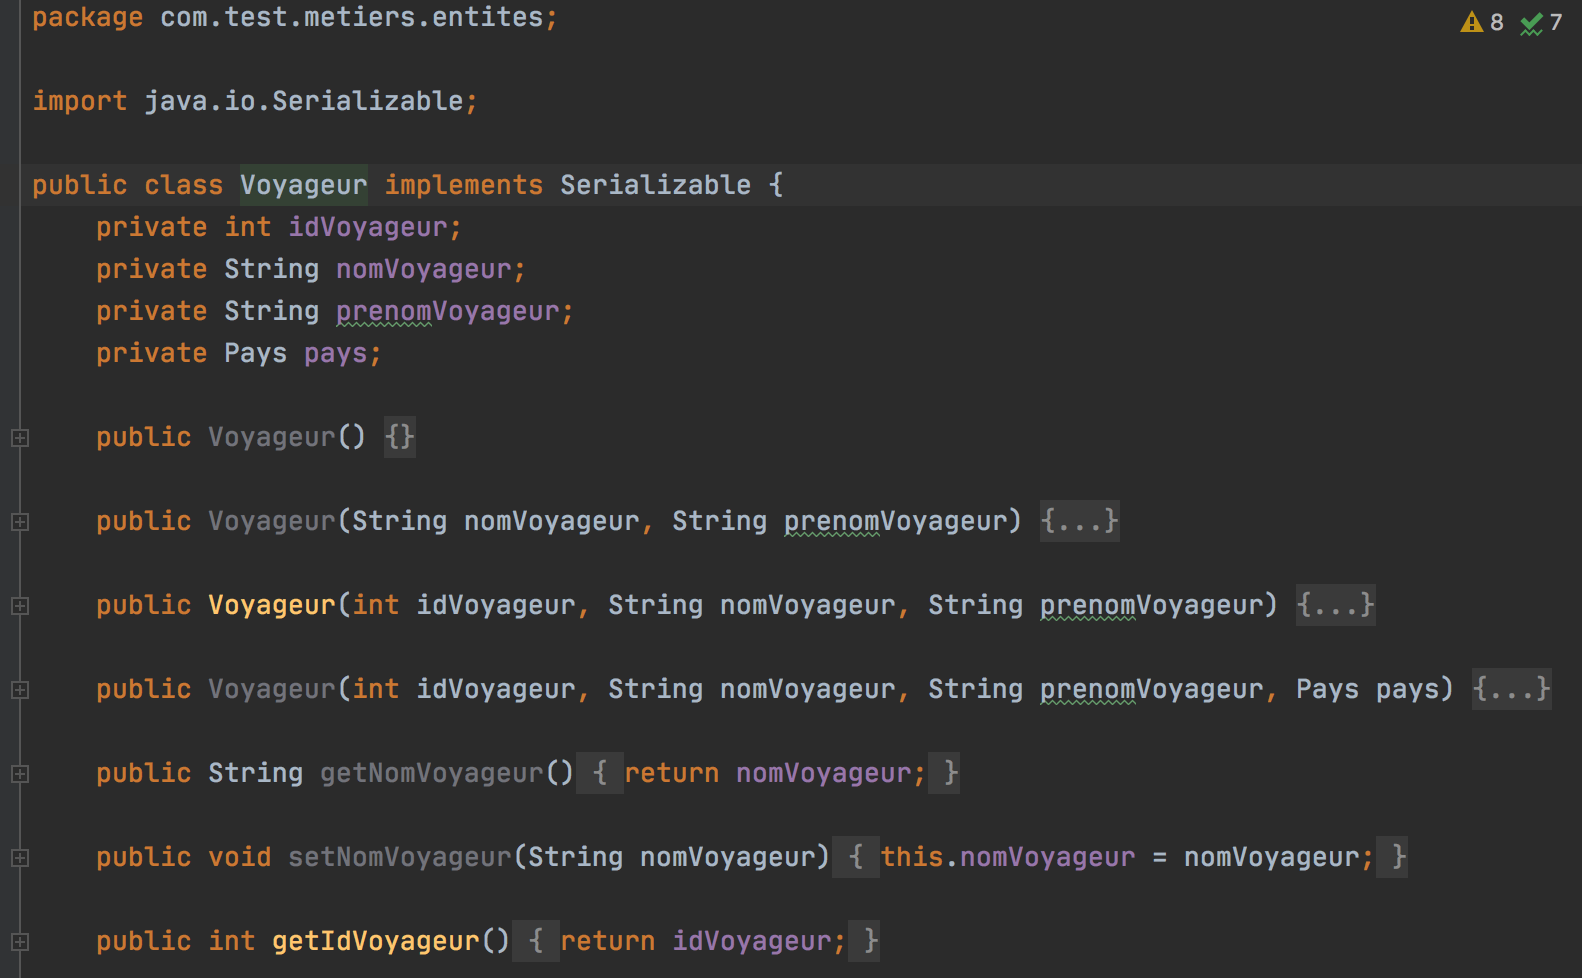 package com.test.metiers.entites;
8 7
import java.io.Serializable;
public class Voyageur implements Serializable {
private int idVoyageur;
private String nomVoyageur;
private String prenomVoyageur;
private Pays pays;
public Voyageur() {}
public Voyageur(String nomVoyageur, String prenomVoyageur) {...}
public Voyageur(int idVoyageur, String nomVoyageur, String prenomVoyageur) {...}
public Voyageur(int idVoyageur, String nomVoyageur, String prenomVoyageur, Pays pays) {...}
public String getNomVoyageur() { return nomVoyageur; }
public void setNomVoyageur(String nomVoyageur) { this.nomVoyageur = nomVoyageur; }
public int getIdVoyageur() { return idVoyageur; }